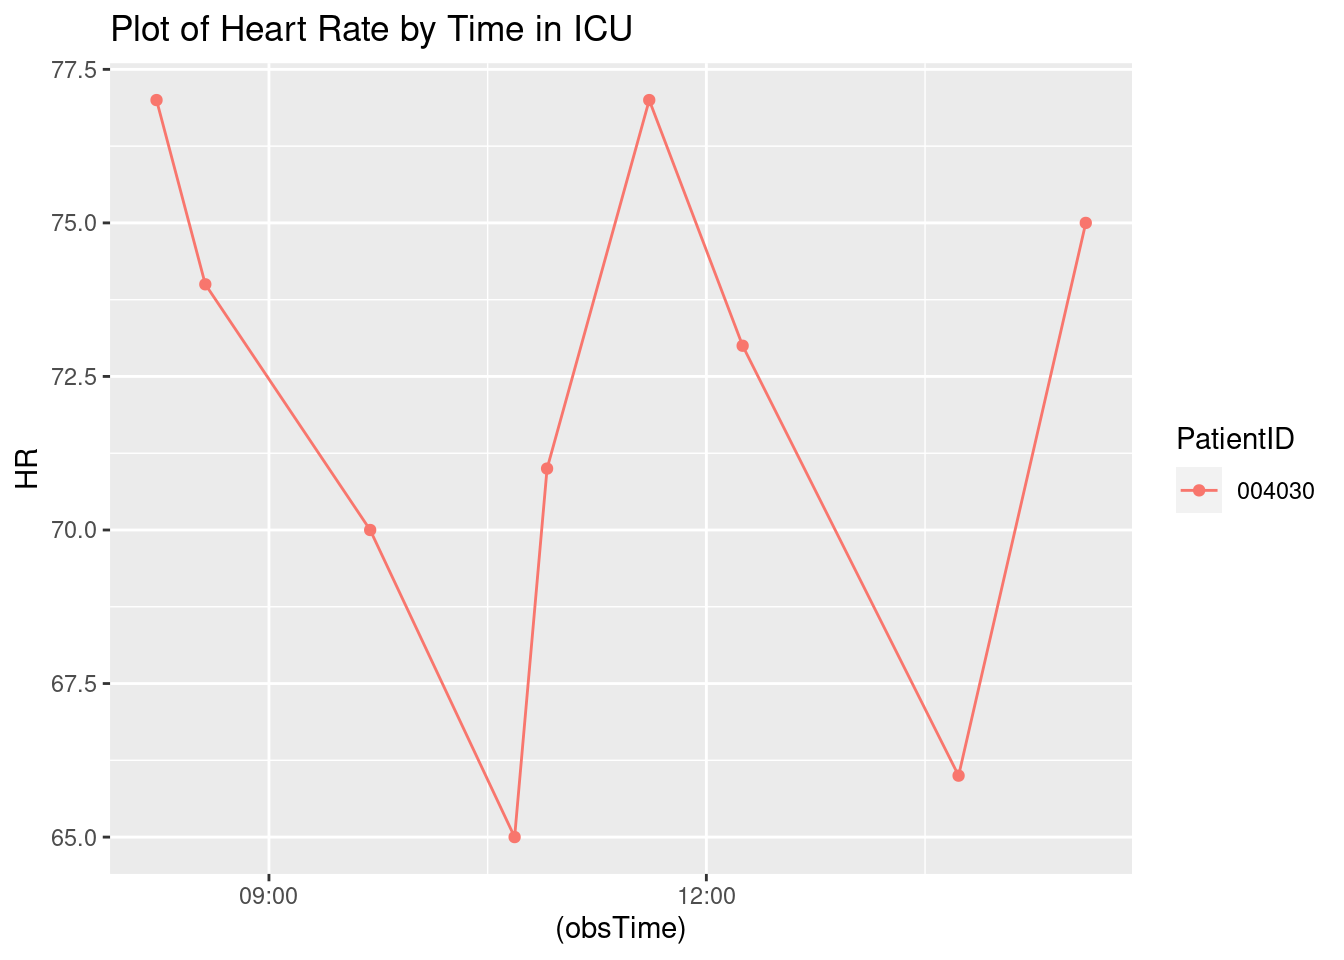 Plot of Heart Rate by Time in ICU
77.5
75.0
72.5
70.0
67.5
65.0
HR
09:00
12:00
(obsTime)
PatientID
004030